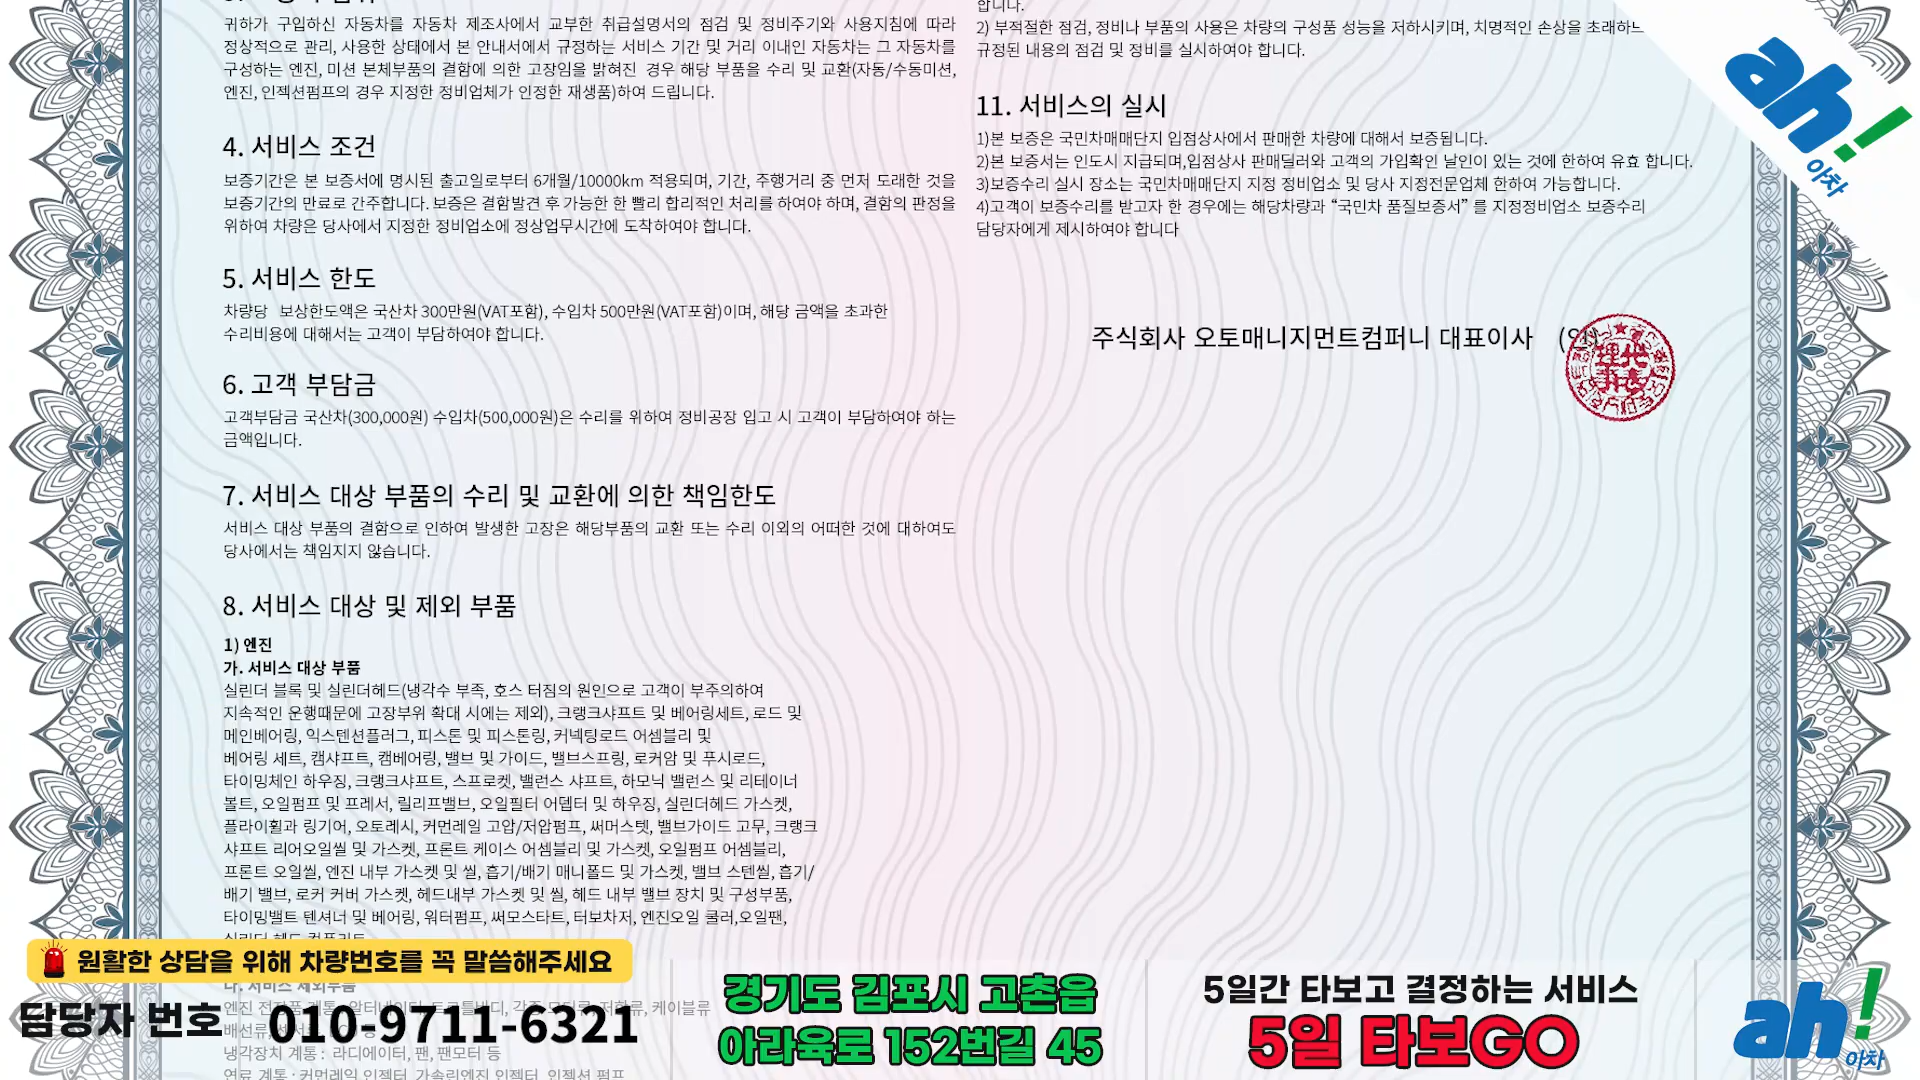 귀하가 구입하신 자동차를 자동차 제조사에서 교부한 취급설명서의 점검 및 정비주기와 사용지침에 따라
정상적으로 관리, 사용한 상태에서 본 안내서에서 규정하는 서비스 기간 및 거리 이내인 자동차는 그 자동차를
구성하는 엔진, 미션 본체부품의 결함에 의한 고장임을 밝혀진 경우 해당 부품을 수리 및 교환(자동/수동미션,
엔진, 인젝션펌프의 경우 지정한 정비업체가 인정한 재생품)하여 드립니다.
4. 서비스 조건
보증기간은 본 보증서에 명시된 출고일로부터 6개월/10000km 적용되며, 기간, 주행거리 중 먼저 도래한 것을
보증기간의 만료로 간주합니다. 보증은 결함발견 후 가능한 한 빨리 합리적인 처리를 하여야 하며, 결함의 판정을
위하여 차량은 당사에서 지정한 정비업소에 정상업무시간에 도착하여야 합니다.
5. 서비스 한도
차량당 보상한도액은 국산차 300만원(VAT포함), 수입차 500만원(VAT포함)이며, 해당 금액을 초과한
수리비용에 대해서는 고객이 부담하여야 합니다.
6. 고객 부담금
고객부담금 국산차(300,000원) 수입차(500,000원)은 수리를 위하여 정비공장 입고 시 고객이 부담하여야 하는
금액입니다.
7. 서비스 대상 부품의 수리 및 교환에 의한 책임한도
서비스 대상 부품의 결함으로 인하여 발생한 고장은 해당부품의 교환 또는 수리 이외의 어떠한 것에 대하여도
당사에서는 책임지지 않습니다.
8. 서비스 대상 및 제외 부품
1) 엔진
가. 서비스 대상 부품
실린더 블록 및 실린더헤드(냉각수 부족, 호스 터짐의 원인으로 고객이 부주의하여
지속적인 운행때문에 고장부위 확대 시에는 제외), 크랭크샤프트 및 베어링세트, 로드 및
메인베어링, 익스텐션플러그, 피스톤 및 피스톤링, 커넥팅로드 어셈블리 및
베어링 세트, 캠샤프트, 캠베어링, 밸브 및 가이드, 밸브스프링, 로커암 및 푸시로드,
타이밍체인 하우징, 크랭크샤프트, 스프로켓, 밸런스 샤프트, 하모닉 밸런스 및 리테이너
볼트, 오일펌프 및 프레서, 릴리프밸브, 오일필터 어뎁터 및 하우징, 실린더헤드 가스켓,
플라이휠과 링기어, 오토레시, 커먼레일 고압/저압펌프, 써머스텟, 밸브가이드 고무, 크랭크
샤프트 리어오일씰 및 가스켓, 프론트 케이스 어셈블리 및 가스켓, 오일펌프 어셈블리,
프론트 오일씰, 엔진 내부 가스켓 및 씰, 흡기/배기 매니폴드 및 가스켓, 밸브 스텐씰, 흡기/
배기 밸브, 로커 커버 가스켓, 헤드내부 가스켓 및 씰, 헤드 내부 밸브 장치 및 구성부품,
타이밍밸트 텐셔너 및 베어링, 워터펌프, 써모스타트, 터보차저, 엔진오일 쿨러,오일팬,
나. 서비스 제외부품
냉각장치 계통 : 라디에이터, 팬, 팬모터 등
연료 계통 : 커먼레일 인젝터, 가솔린엔진 인젝터, 인젝션 펌프
합니다.
2) 부적절한 점검, 정비나 부품의 사용은 차량의 구성품 성능을 저하시키며, 치명적인 손상을 초래하므
규정된 내용의 점검 및 정비를 실시하여야 합니다.
11. 서비스의 실시
1)본 보증은 국민차매매단지 입점상사에서 판매한 차량에 대해서 보증됩니다.
2)본 보증서는 인도시 지급되며,입점상사 판매딜러와 고객의 가입확인 날인이 있는 것에 한하여 유효 합니다.
3)보증수리 실시 장소는 국민차매매단지 지정 정비업소 및 당사 지정전문업체 한하여 가능합니다.
4)고객이 보증수리를 받고자 한 경우에는 해당차량과 “국민차 품질보증서” 를 지정정비업소 보증수리
담당자에게 제시하여야 합니다
주식회사 오토매니지먼트컴퍼니 대표이사 (인)
ah!
아차
원활한 상담을 위해 차량번호를 꼭 말씀해주세요
담당자 번호 010-9711-6321
경기도 김포시 고촌읍
아라육로 152번길 45
5일간 타보고 결정하는 서비스
5일 타보GO
ah!
아차